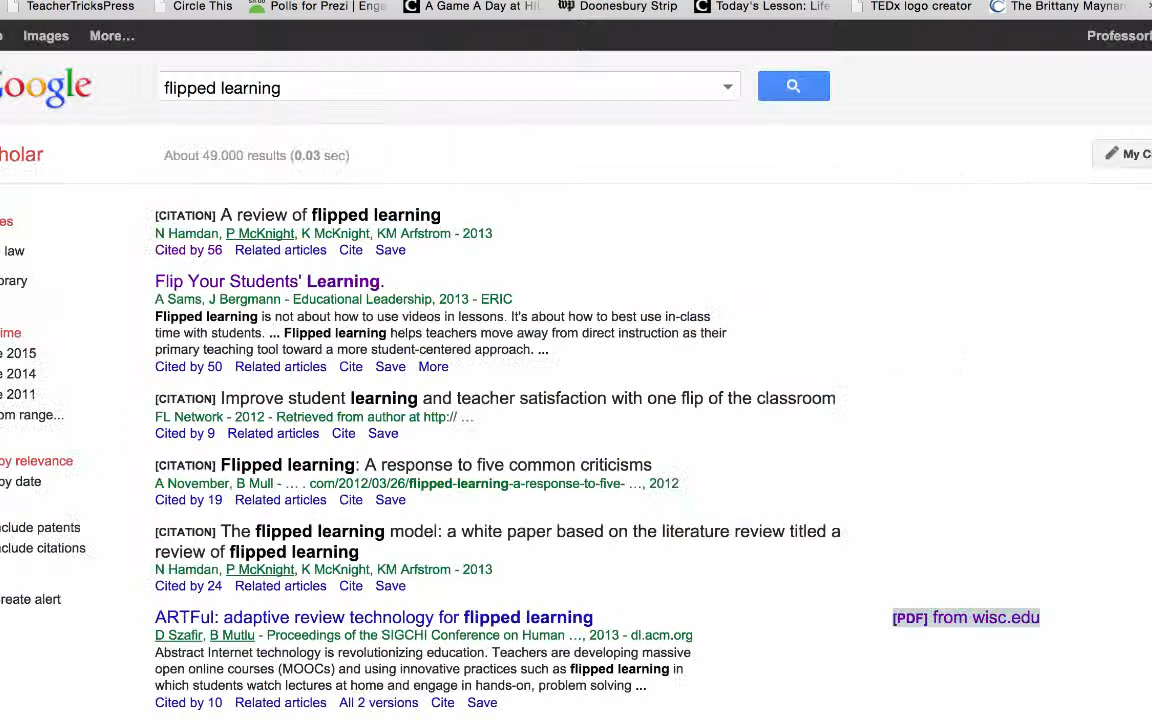 TeacherTricksPress Circle This Polls for Prezi | Enga A Game A Day at HI Doonesbury Strip Today's Lesson: Life TEDx logo creator The Brittany Maynar
Images More... Professor
oogle flipped learning
holar About 49.000 results (0.03 sec) My C
es
law
orary
ime
e 2015
e 2014
e 2011
om range...
by relevance
by date
nclude patents
nclude citations
reate alert
[CITATION] A review of flipped learning
N Hamdan, P McKnight, K McKnight, KM Arfstrom - 2013
Cited by 56 Related articles Cite Save
Flip Your Students' Learning.
A Sams, J Bergmann - Educational Leadership, 2013 - ERIC
Flipped learning is not about how to use videos in lessons. It's about how to best use in-class
time with students. ... Flipped learning helps teachers move away from direct instruction as their
primary teaching tool toward a more student-centered approach. ...
Cited by 50 Related articles Cite Save More
[CITATION] Improve student learning and teacher satisfaction with one flip of the classroom
FL Network - 2012 - Retrieved from author at http:// ...
Cited by 9 Related articles Cite Save
[CITATION] Flipped learning: A response to five common criticisms
A November, B Mull - ... . com/2012/03/26/flipped-learning-a-response-to-five- ..., 2012
Cited by 19 Related articles Cite Save
[CITATION] The flipped learning model: a white paper based on the literature review titled a
review of flipped learning
N Hamdan, P McKnight, K McKnight, KM Arfstrom - 2013
Cited by 24 Related articles Cite Save
ARTFul: adaptive review technology for flipped learning [PDF] from wisc.edu
D Szafir, B Mutlu - Proceedings of the SIGCHI Conference on Human ..., 2013 - dl.acm.org
Abstract Internet technology is revolutionizing education. Teachers are developing massive
open online courses (MOOCs) and using innovative practices such as flipped learning in
which students watch lectures at home and engage in hands-on, problem solving ...
Cited by 10 Related articles All 2 versions Cite Save